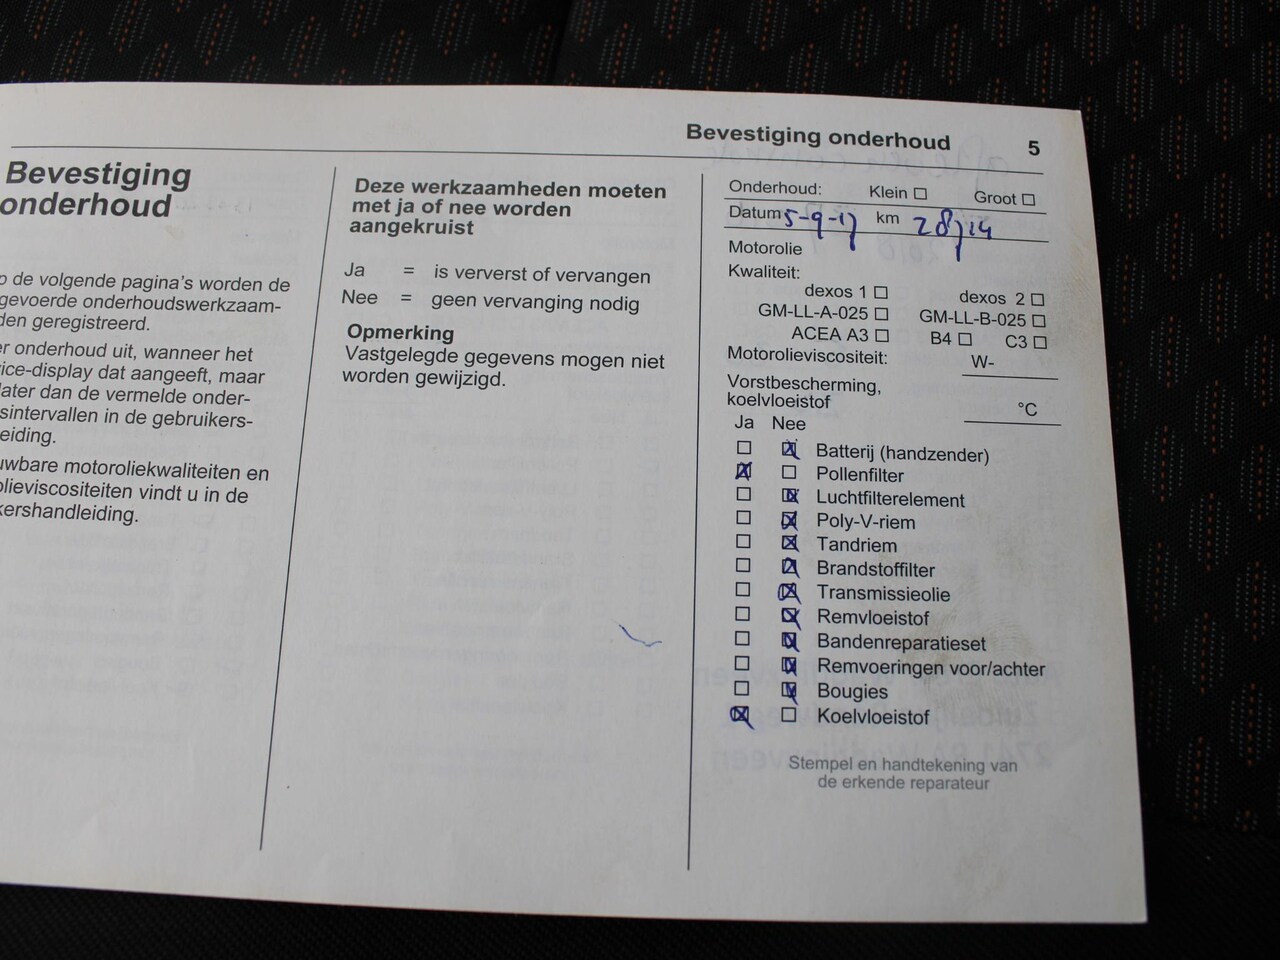 Bevestiging onderhoud 5
Bevestiging
onderhoud
de volgende pagina's worden de
gevoerde onderhoudswerkzaam-
den geregistreerd.
er onderhoud uit, wanneer het
ice-display dat aangeeft, maar
later dan de vermelde onder-
sintervallen in de gebruikers-
eiding.
uwbare motoroliekwaliteiten en
olieviscositeiten vindt u in de
kershandleiding.
Deze werkzaamheden moeten
met ja of nee worden
aangekruist
Ja = is ververst of vervangen
Nee = geen vervanging nodig
Opmerking
Vastgelegde gegevens mogen niet
worden gewijzigd.
Onderhoud: Klein Groot
Datum 5-9-17 km 28714
Motorolie
Kwaliteit:
dexos 1 dexos 2
GM-LL-A-025 GM-LL-B-025
ACEA A3 B4 C3
Motorolieviscositeit: W-
Vorstbescherming,
koelvloeistof °C
Ja Nee
Batterij (handzender)
Pollenfilter
Luchtfilterelement
Poly-V-riem
Tandriem
Brandstoffilter
Transmissieolie
Remvloeistof
Bandenreparatieset
Remvoeringen voor/achter
Bougies
Koelvloeistof
Stempel en handtekening van
de erkende reparateur